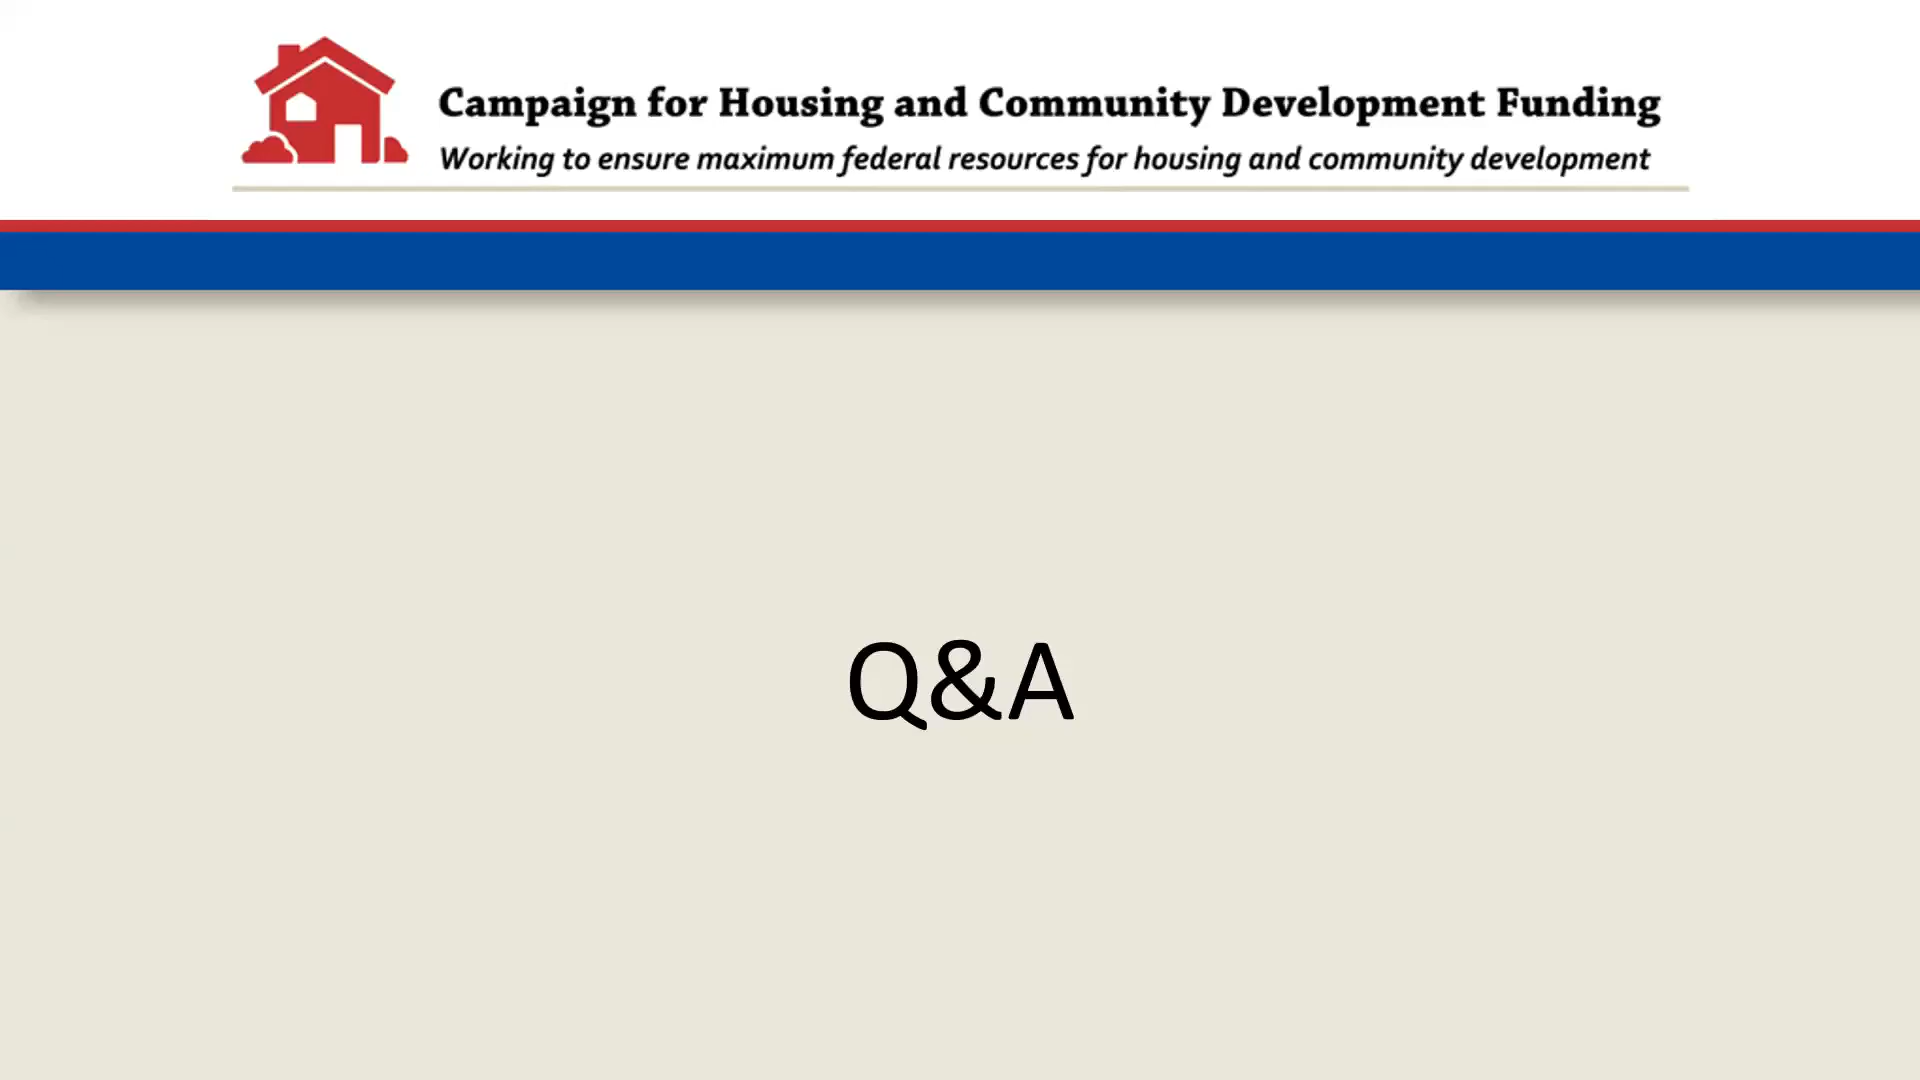 Campaign for Housing and Community Development Funding
Working to ensure maximum federal resources for housing and community development
Q&A